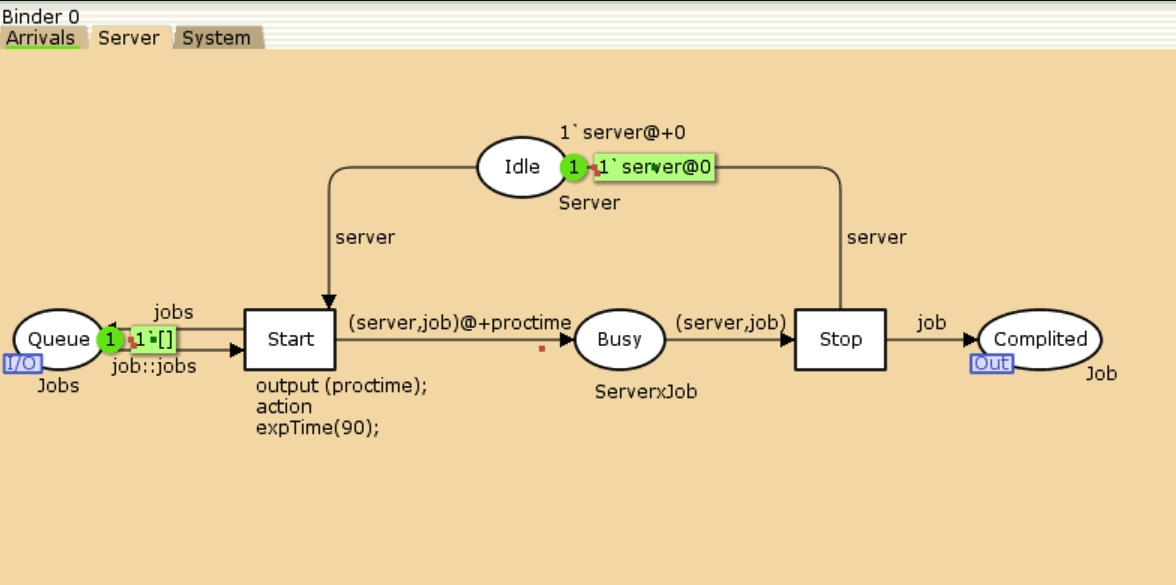 Binder 0
Arrivals Server System
1`server@+0
Idle 1 1`server@0
Server
server server
jobs (server,job)@+proctime (server,job) job
Queue 1 1`[] Start Busy Stop Complited
I/O Out
job::jobs
Jobs ServerxJob Job
output (proctime);
action
expTime(90);